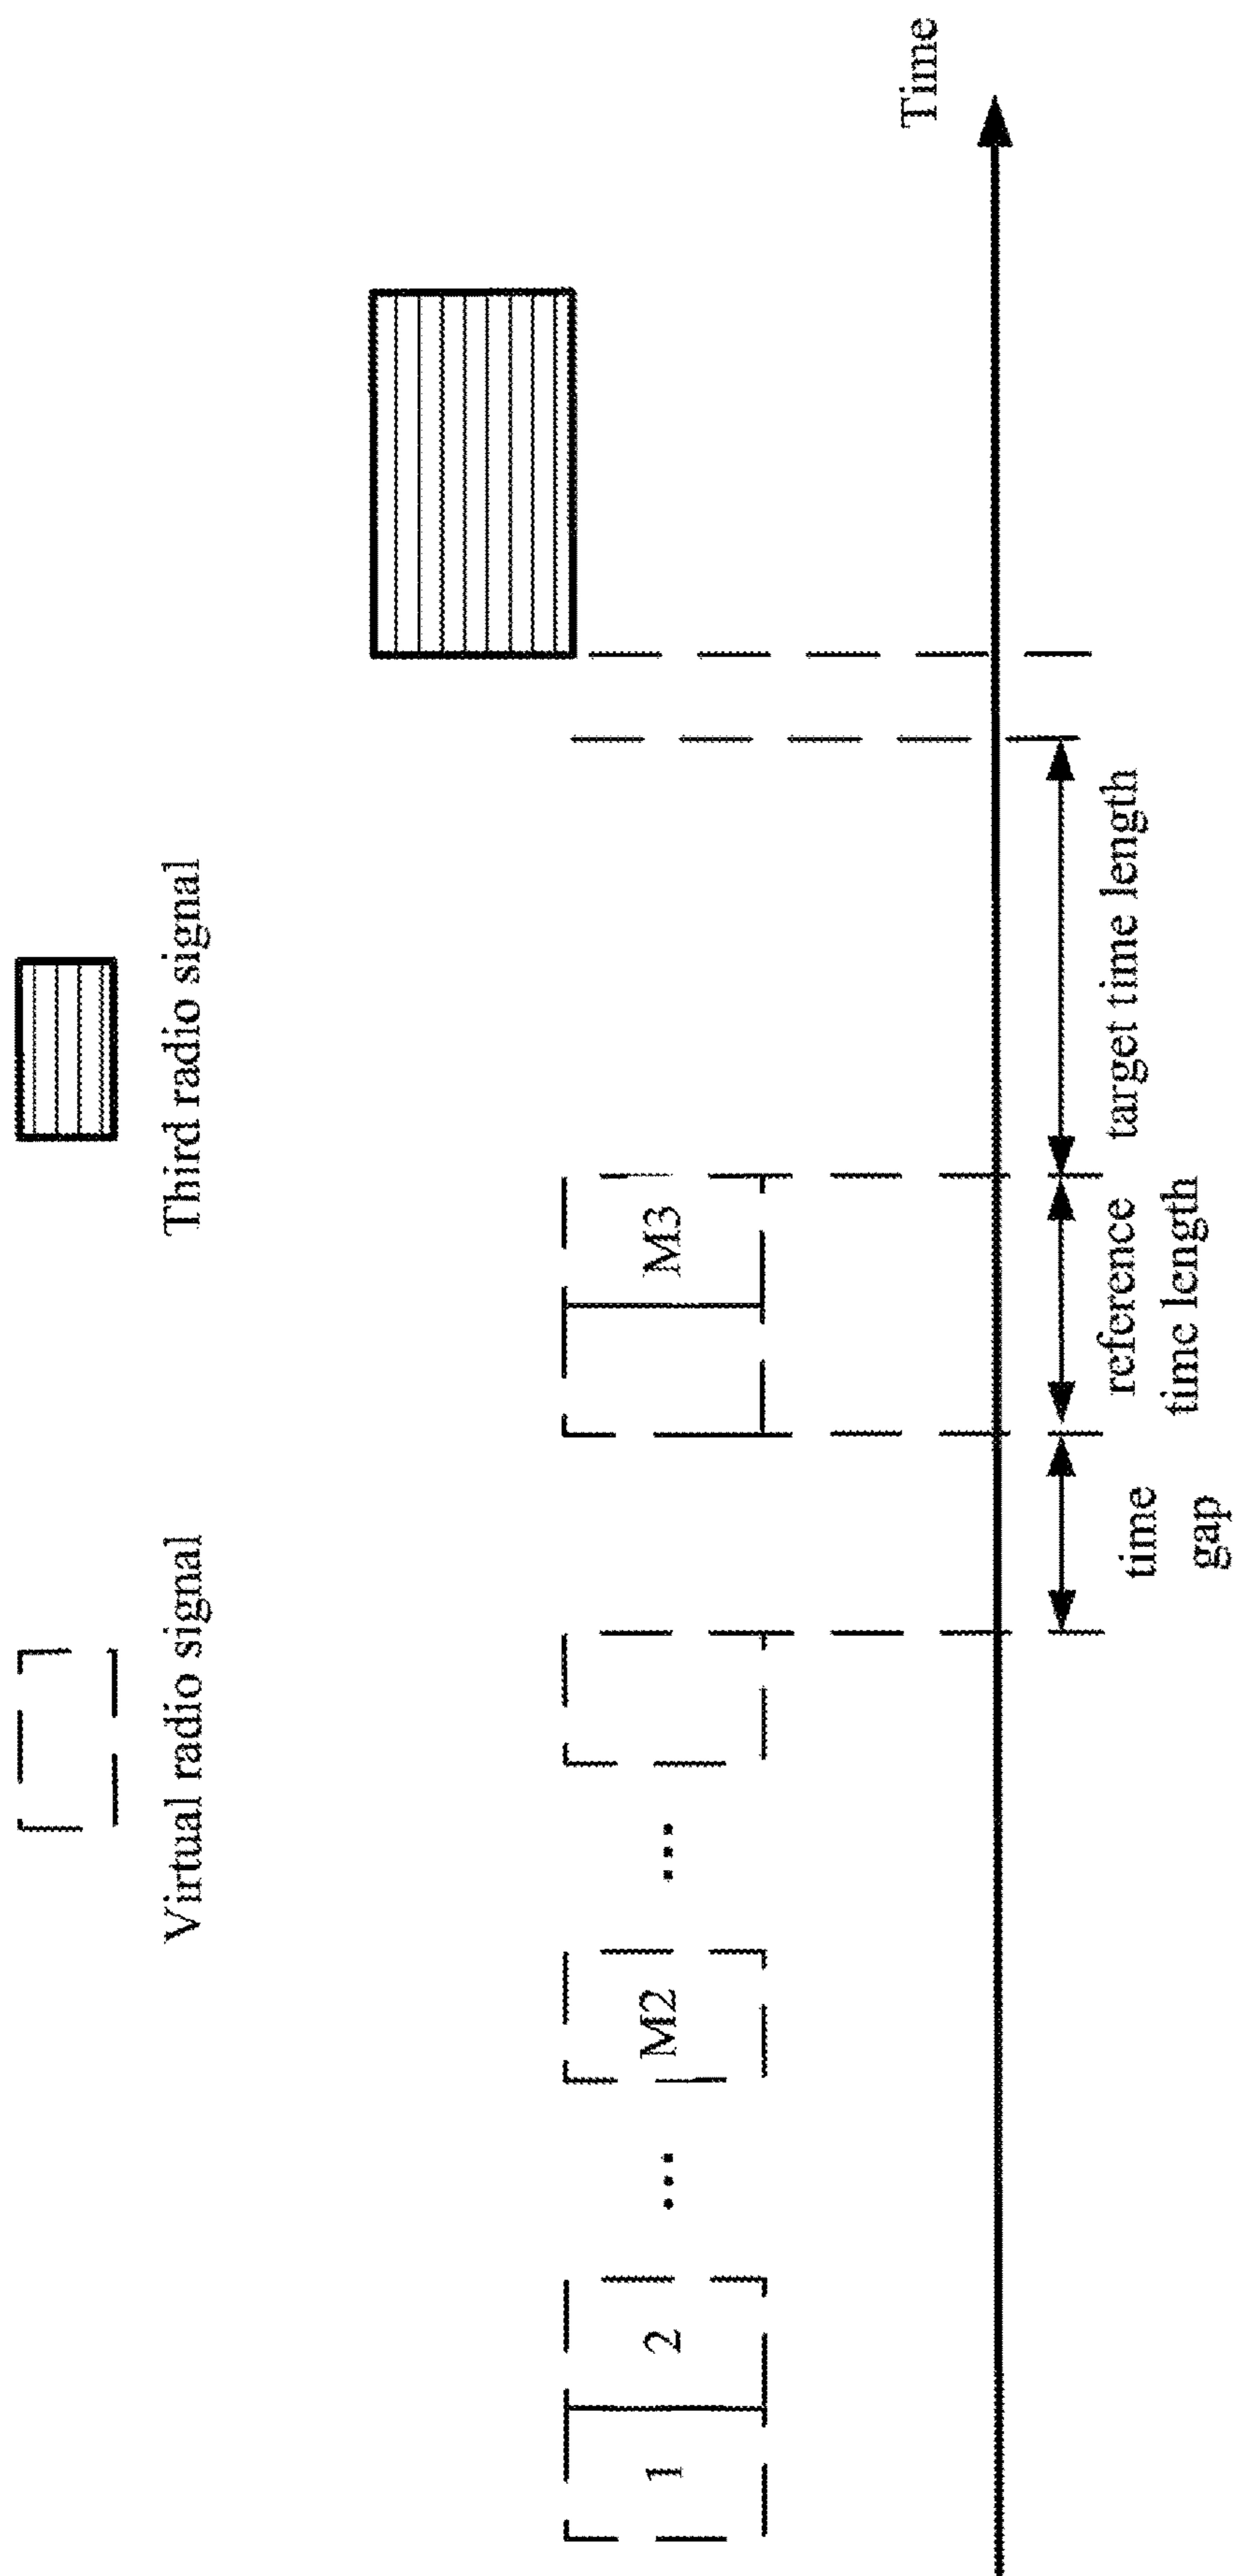 Virtual radio signal
Third radio signal
1
2
...
M2
...
M3
Time
time
gap
reference
time length
target time length